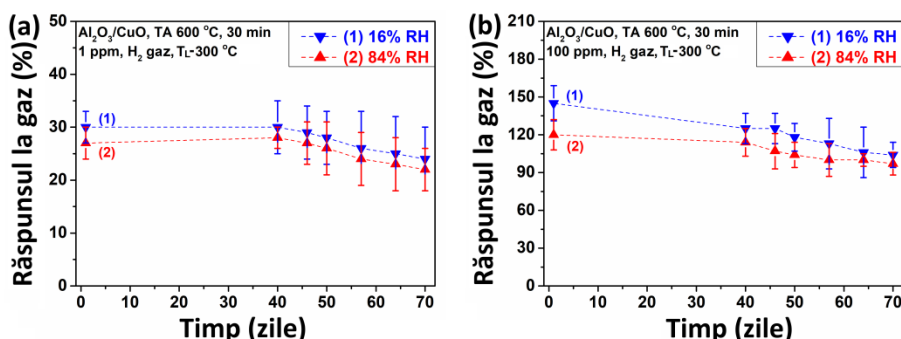 (a)
Al₂O₃/CuO, TA 600 °C, 30 min
1 ppm, H₂ gaz, T_L-300 °C
(1) 16% RH
(2) 84% RH
(1)
(2)
Răspunsul la gaz (%)
50
40
30
20
10
0
0 10 20 30 40 50 60 70
Timp (zile)
(b)
Al₂O₃/CuO, TA 600 °C, 30 min
100 ppm, H₂ gaz, T_L-300 °C
(1) 16% RH
(2) 84% RH
(1)
(2)
Răspunsul la gaz (%)
210
180
150
120
90
60
30
0
0 10 20 30 40 50 60 70
Timp (zile)